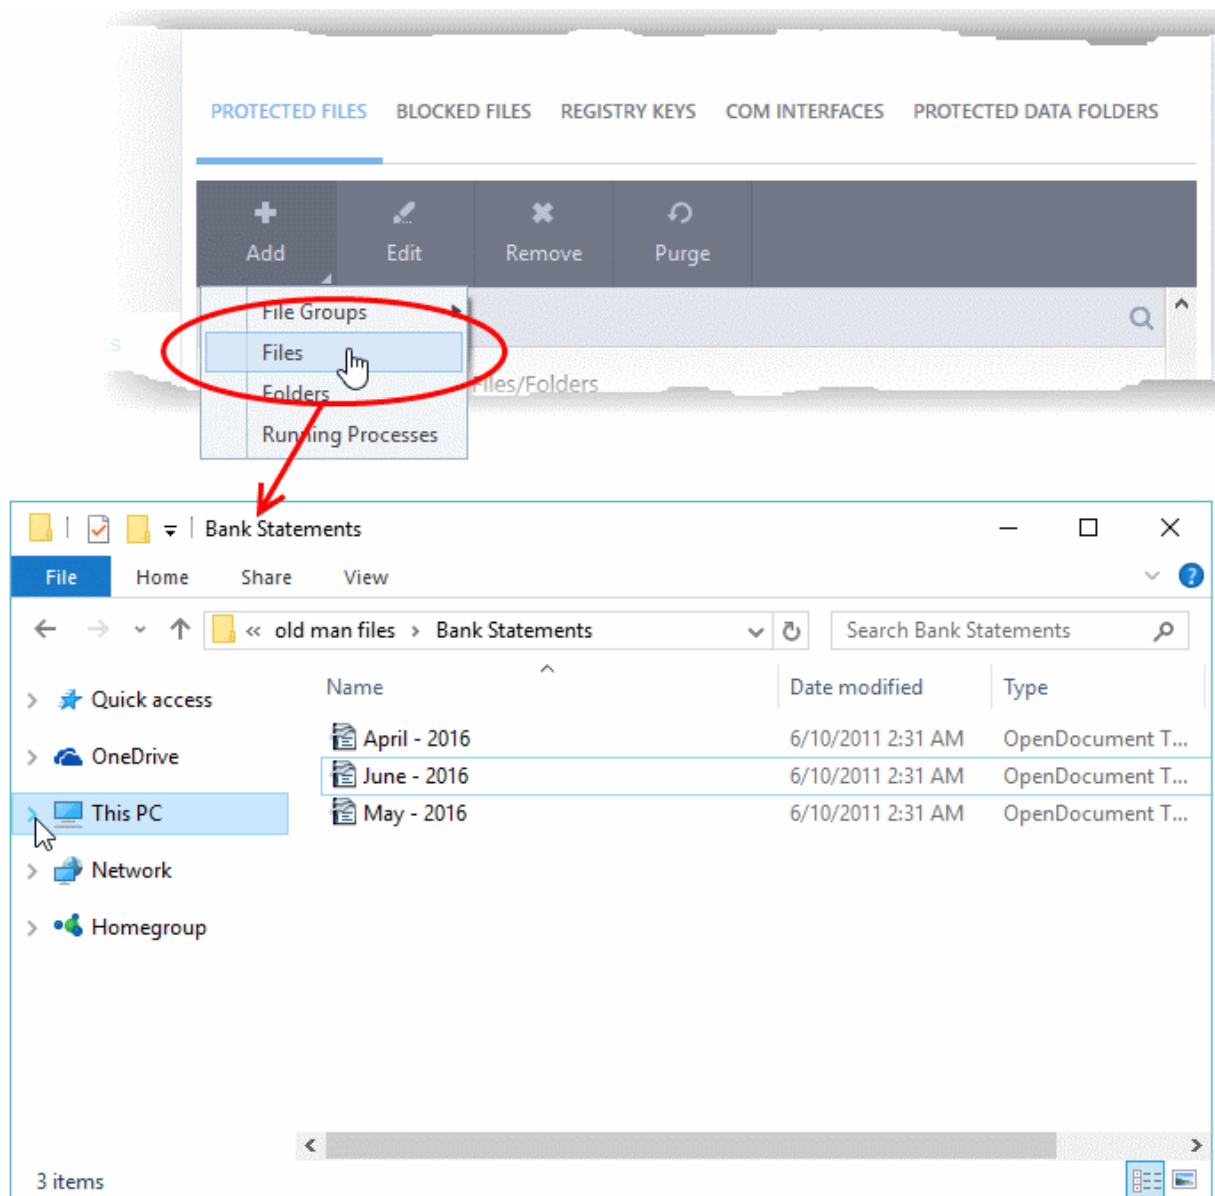 PROTECTED FILES BLOCKED FILES REGISTRY KEYS COM INTERFACES PROTECTED DATA FOLDERS
Add Edit Remove Purge
File Groups
Files
Folders Files/Folders
Running Processes
Bank Statements
File Home Share View
« old man files › Bank Statements Search Bank Statements
Name Date modified Type
Quick access
OneDrive
This PC
Network
Homegroup
April - 2016 6/10/2011 2:31 AM OpenDocument T...
June - 2016 6/10/2011 2:31 AM OpenDocument T...
May - 2016 6/10/2011 2:31 AM OpenDocument T...
3 items